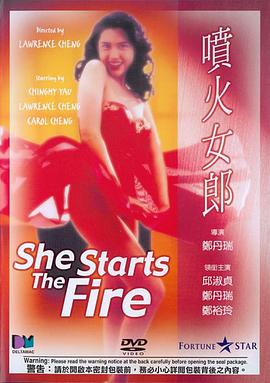 Directed by
LAWRENCE CHENG
Starring by
CHINGMY YAU
LAWRENCE CHENG
CAROL CHENG
噴火女郎
導演
鄭丹瑞
領銜主演
邱淑貞
鄭丹瑞
鄭裕玲
She Starts
The Fire
DELTAMAC
DVD
VIDEO
FORTUNE STAR
Warning: Please read the warning notice at the back carefully before opening the seal package.
警告：請於開啟本密封包裝前，務必小心詳閱包裝背後之內容。